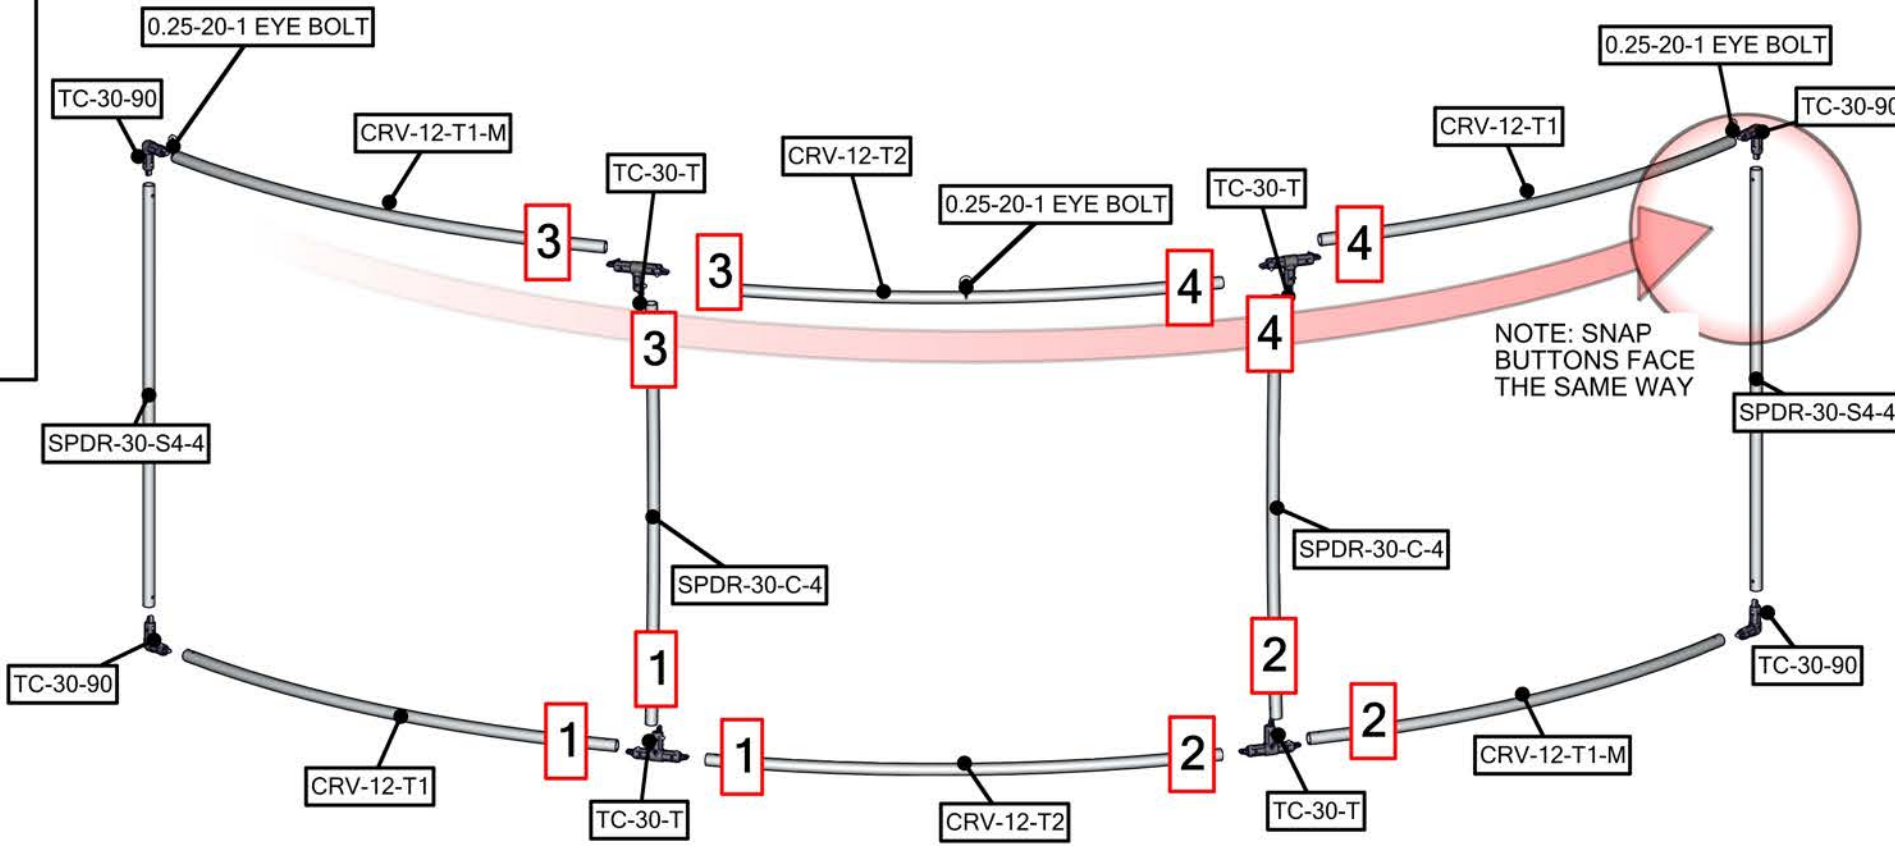 0.25-20-1 EYE BOLT
0.25-20-1 EYE BOLT
TC-30-90
TC-30-90
CRV-12-T1-M
CRV-12-T1
CRV-12-T2
TC-30-T
TC-30-T
0.25-20-1 EYE BOLT
3
3
4
4
3
4
NOTE: SNAP
BUTTONS FACE
THE SAME WAY
SPDR-30-S4-4
SPDR-30-S4-4
SPDR-30-C-4
SPDR-30-C-4
1
2
TC-30-90
TC-30-90
1
1
2
2
CRV-12-T1
CRV-12-T1-M
TC-30-T
CRV-12-T2
TC-30-T